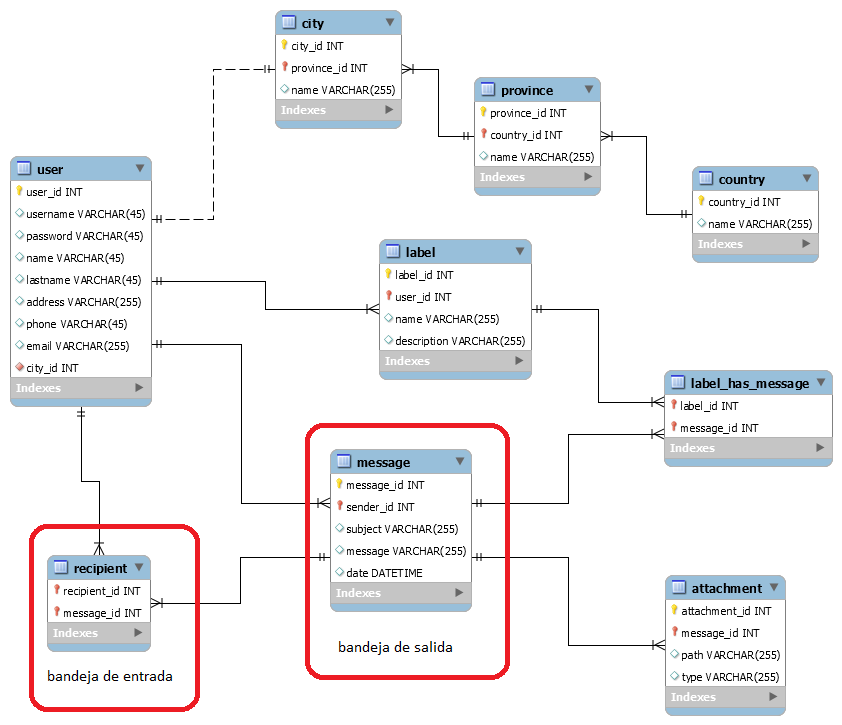 city
city_id INT
province_id INT
name VARCHAR(255)
Indexes
province
province_id INT
country_id INT
name VARCHAR(255)
Indexes
country
country_id INT
name VARCHAR(255)
Indexes
user
user_id INT
username VARCHAR(45)
password VARCHAR(45)
name VARCHAR(45)
lastname VARCHAR(45)
address VARCHAR(255)
phone VARCHAR(45)
email VARCHAR(255)
city_id INT
Indexes
label
label_id INT
user_id INT
name VARCHAR(255)
description VARCHAR(255)
Indexes
label_has_message
label_id INT
message_id INT
Indexes
message
message_id INT
sender_id INT
subject VARCHAR(255)
message VARCHAR(255)
date DATETIME
Indexes
bandeja de salida
recipient
recipient_id INT
message_id INT
Indexes
bandeja de entrada
attachment
attachment_id INT
message_id INT
path VARCHAR(255)
type VARCHAR(255)
Indexes